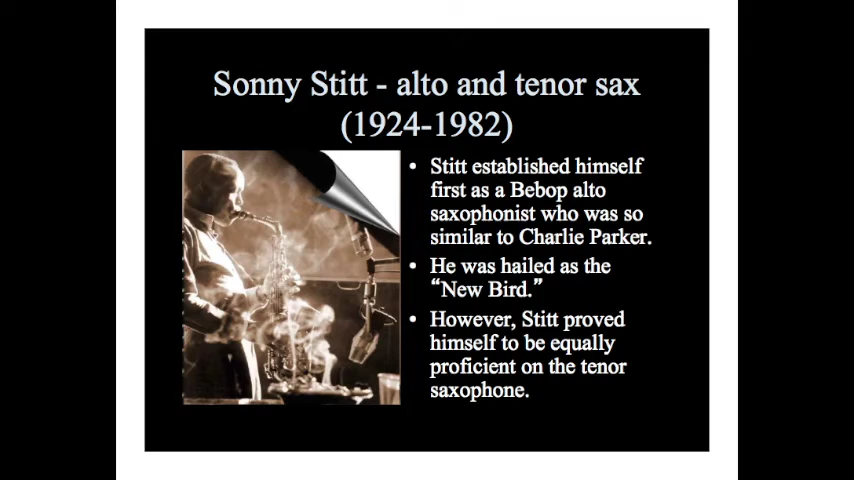 Sonny Stitt - alto and tenor sax
(1924-1982)
• Stitt established himself
first as a Bebop alto
saxophonist who was so
similar to Charlie Parker.
• He was hailed as the
“New Bird.”
• However, Stitt proved
himself to be equally
proficient on the tenor
saxophone.